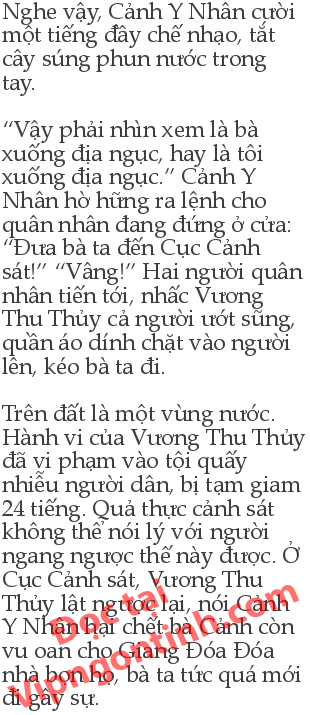 Nghe vậy, Cảnh Y Nhân cười
một tiếng đầy chế nhạo, tắt
cây súng phun nước trong
tay.
“Vậy phải nhìn xem là bà
xuống địa ngục, hay là tôi
xuống địa ngục.” Cảnh Y
Nhân hờ hững ra lệnh cho
quân nhân đang đứng ở cửa:
“Đưa bà ta đến Cục Cảnh
sát!” “Vâng!” Hai người quân
nhân tiến tới, nhấc Vương
Thu Thủy cả người ướt sũng,
quần áo dính chặt vào người
lên, kéo bà ta đi.
Trên đất là một vùng nước.
Hành vi của Vương Thu Thủy
đã vi phạm vào tội quấy
nhiễu người dân, bị tạm giam
24 tiếng. Quả thực cảnh sát
không thể nói lý với người
ngang ngược thế này được. Ở
Cục Cảnh sát, Vương Thu
Thủy lật ngược lại, nói Cảnh
Y Nhân hại chết bà Cảnh còn
vu oan cho Giang Đóa Đóa
nhà bọn họ, bà ta tức quá mới
đi gây sự.
Đọc tại
Vipngontinh.com